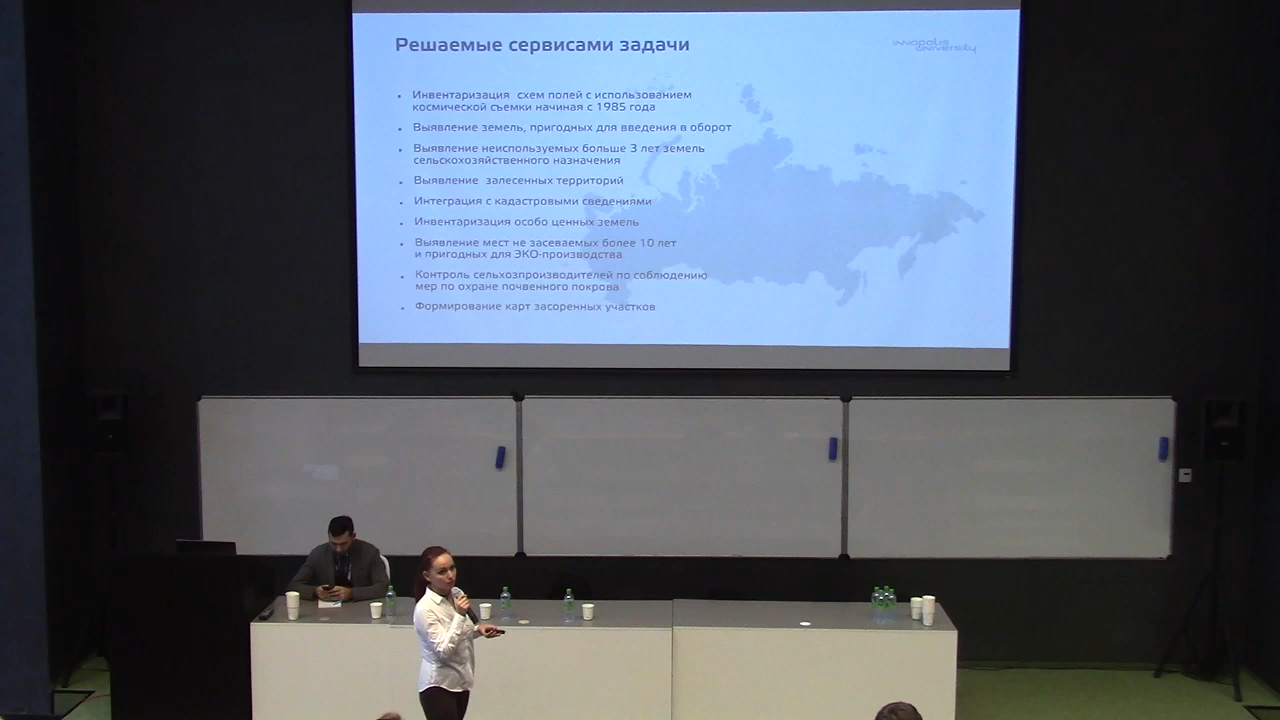 Решаемые сервисами задачи
INNOPOLIS
UNIVERSITY
• Инвентаризация схем полей с использованием
космической съемки начиная с 1985 года
• Выявление земель, пригодных для введения в оборот
• Выявление неиспользуемых больше 3 лет земель
сельскохозяйственного назначения
• Выявление залесенных территорий
• Интеграция с кадастровыми сведениями
• Инвентаризация особо ценных земель
• Выявление мест не засеваемых более 10 лет
и пригодных для ЭКО-производства
• Контроль сельхозпроизводителей по соблюдению
мер по охране почвенного покрова
• Формирование карт засоренных участков